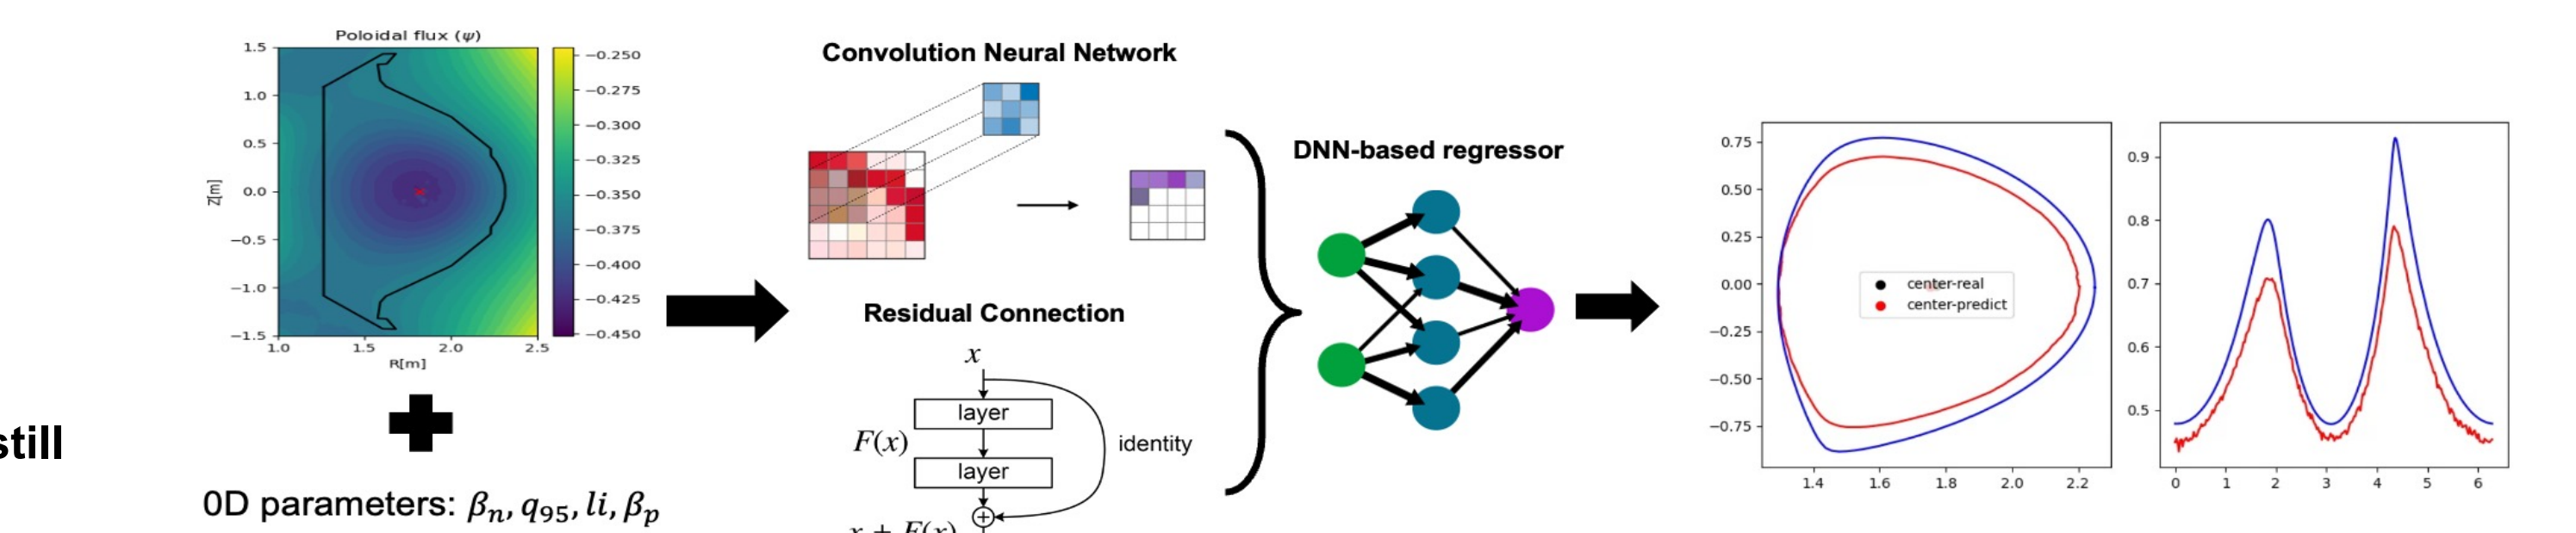 still
Poloidal flux (ψ)
1.5
1.0
0.5
0.0
−0.5
−1.0
−1.5
Z[m]
1.0 1.5 2.0 2.5
R[m]
−0.250
−0.275
−0.300
−0.325
−0.350
−0.375
−0.400
−0.425
−0.450
0D parameters: βn, q95, li, βp
Convolution Neural Network
Residual Connection
x
layer
F(x)
identity
layer
x + F(x)
DNN-based regressor
0.75
0.50
0.25
0.00
−0.25
−0.50
−0.75
center-real
center-predict
1.4 1.6 1.8 2.0 2.2
0.9
0.8
0.7
0.6
0.5
0 1 2 3 4 5 6